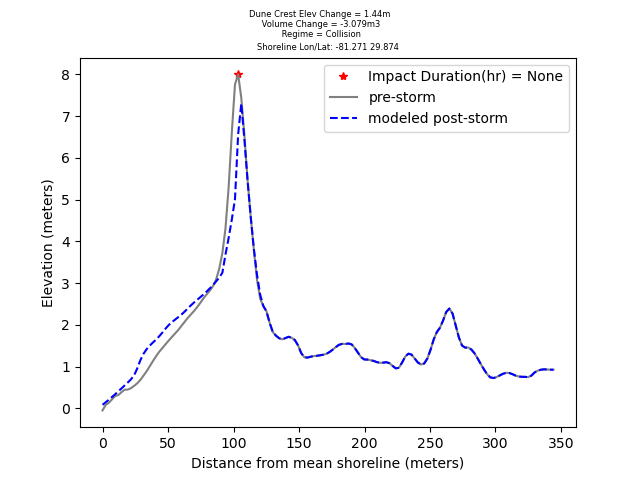 Dune Crest Elev Change = 1.44m
Volume Change = -3.079m3
Regime = Collision
Shoreline Lon/Lat: -81.271 29.874
Impact Duration(hr) = None
pre-storm
modeled post-storm
8
7
6
5
4
3
2
1
0
Elevation (meters)
0 50 100 150 200 250 300 350
Distance from mean shoreline (meters)